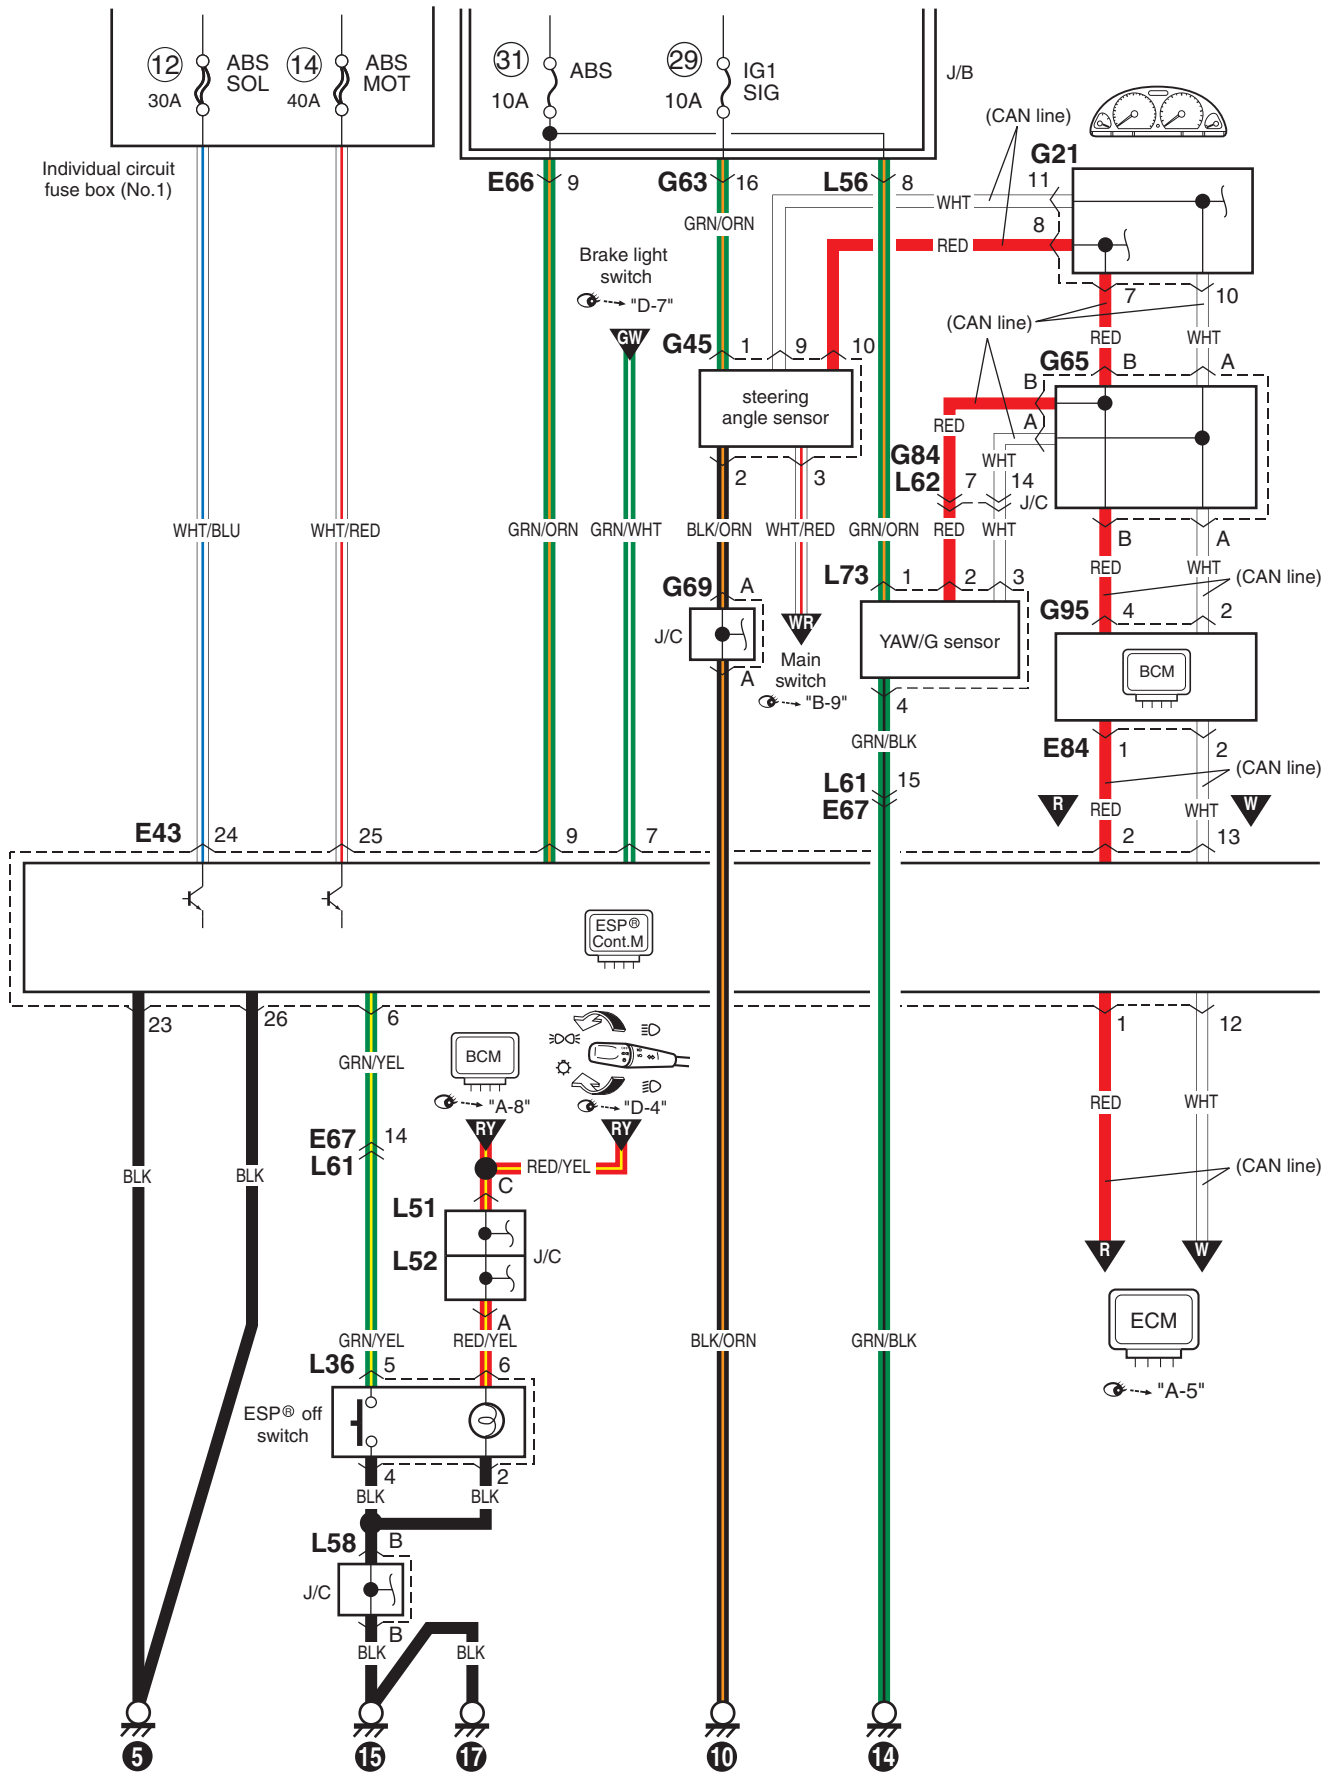 12
30A
ABS
SOL
14
40A
ABS
MOT
Individual circuit
fuse box (No.1)
31
10A
ABS
29
10A
IG1
SIG
J/B
(CAN line)
G21
11
8
7
10
E66
9
G63
16
L56
8
GRN/ORN
WHT
RED
Brake light
switch
"D-7"
GW
(CAN line)
RED
WHT
G45
1
9
10
steering
angle sensor
2
3
G65
B
A
B
A
RED
WHT
G84
L62
7
14
J/C
B
A
WHT/BLU
WHT/RED
GRN/ORN
GRN/WHT
BLK/ORN
WHT/RED
GRN/ORN
RED
WHT
RED
WHT
(CAN line)
G69
A
J/C
A
WR
Main
switch
"B-9"
L73
1
2
3
YAW/G sensor
4
GRN/BLK
G95
4
2
BCM
E84
1
2
(CAN line)
L61
E67
15
R
RED
WHT
W
E43
24
25
9
7
2
13
ESP®
Cont.M
23
26
6
1
12
GRN/YEL
BCM
"A-8"
"D-4"
RY
RY
RED/YEL
C
E67
L61
14
BLK
BLK
RED
WHT
(CAN line)
L51
L52
J/C
A
R
W
ECM
"A-5"
GRN/YEL
RED/YEL
BLK/ORN
GRN/BLK
L36
5
6
ESP® off
switch
4
2
BLK
BLK
L58
B
J/C
B
BLK
BLK
5
15
17
10
14